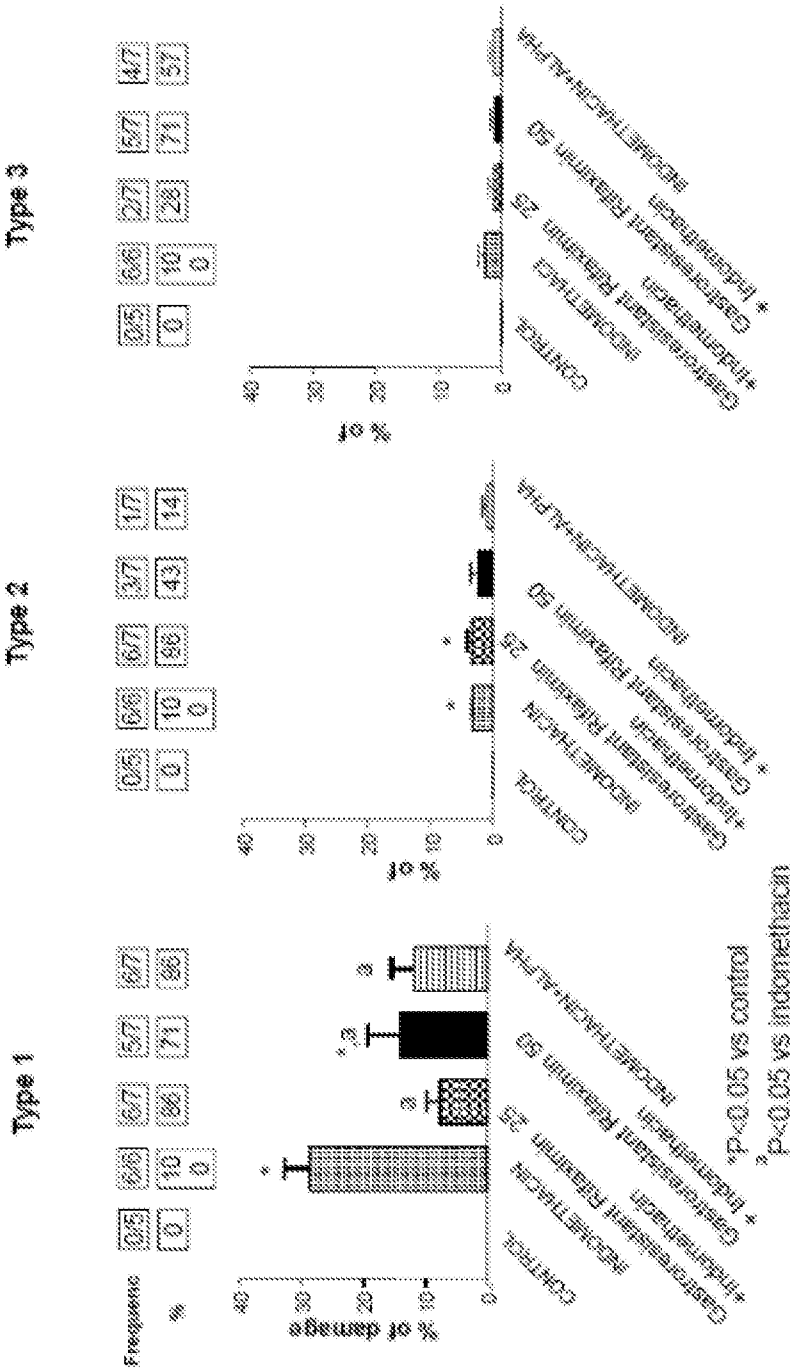 Type 1
Frequenc
0/5
6/6
6/7
5/7
6/7
%
0
10
0
86
71
86
% of damage
40
30
20
10
0
*
a
*,a
a
CONTROL
INDOMETHACIN
Gastroresistant Rifaximin 25
+Indomethacin
Gastroresistant Rifaximin 50
* Indomethacin
INDOMETHACIN+ALPHA
Type 2
0/5
6/6
6/7
3/7
1/7
0
10
0
86
43
14
% of
40
30
20
10
0
*
*
CONTROL
INDOMETHACIN
Gastroresistant Rifaximin 25
+Indomethacin
Gastroresistant Rifaximin 50
* Indomethacin
INDOMETHACIN+ALPHA
Type 3
0/5
6/6
2/7
5/7
4/7
0
10
0
28
71
57
% of
40
30
20
10
0
CONTROL
INDOMETHACI
Gastroresistant Rifaximin 25
+Indomethacin
Gastroresistant Rifaximin 50
* Indomethacin
INDOMETHACIN+ALPHA
*P<0.05 vs control
ᵃP<0.05 vs indomethacin